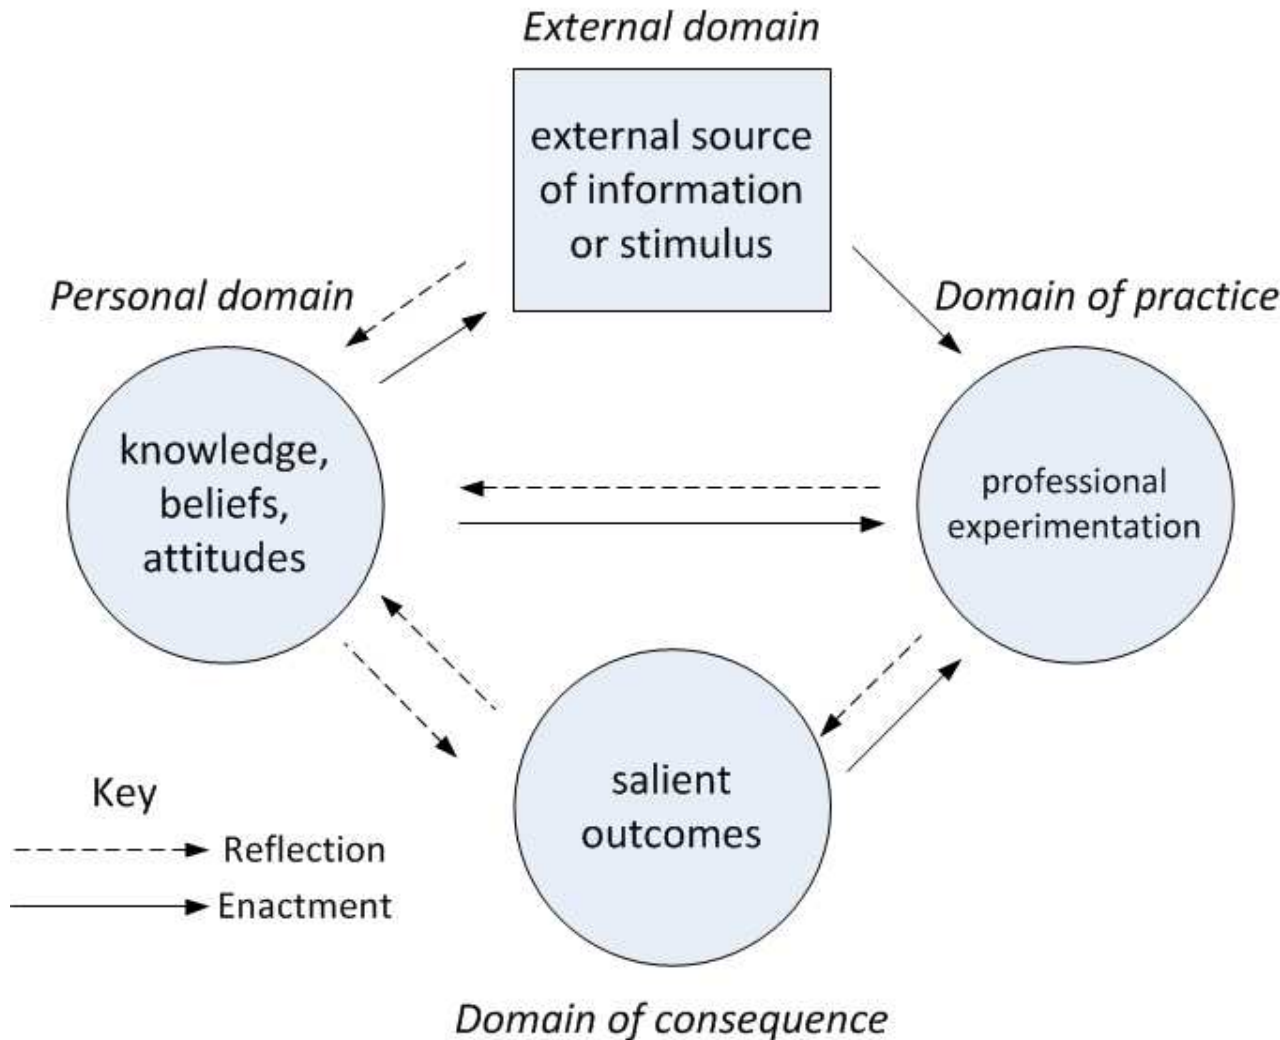 External domain
external source
of information
or stimulus
Personal domain
Domain of practice
knowledge,
beliefs,
attitudes
professional
experimentation
salient
outcomes
Key
Reflection
Enactment
Domain of consequence